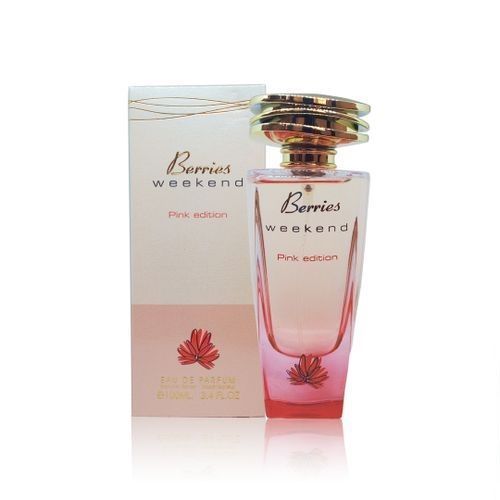 Berries
weekend
Pink edition
EAU DE PARFUM
℮100ML. 3.4 FL.OZ
Berries
weekend
Pink edition